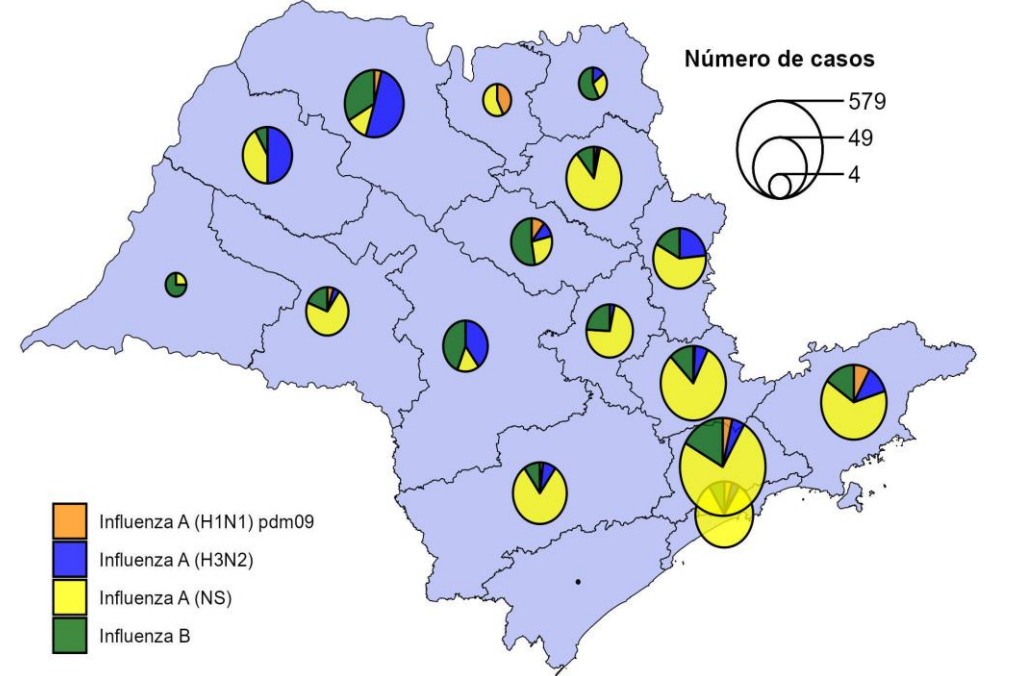 Número de casos
579
49
4
Influenza A (H1N1) pdm09
Influenza A (H3N2)
Influenza A (NS)
Influenza B